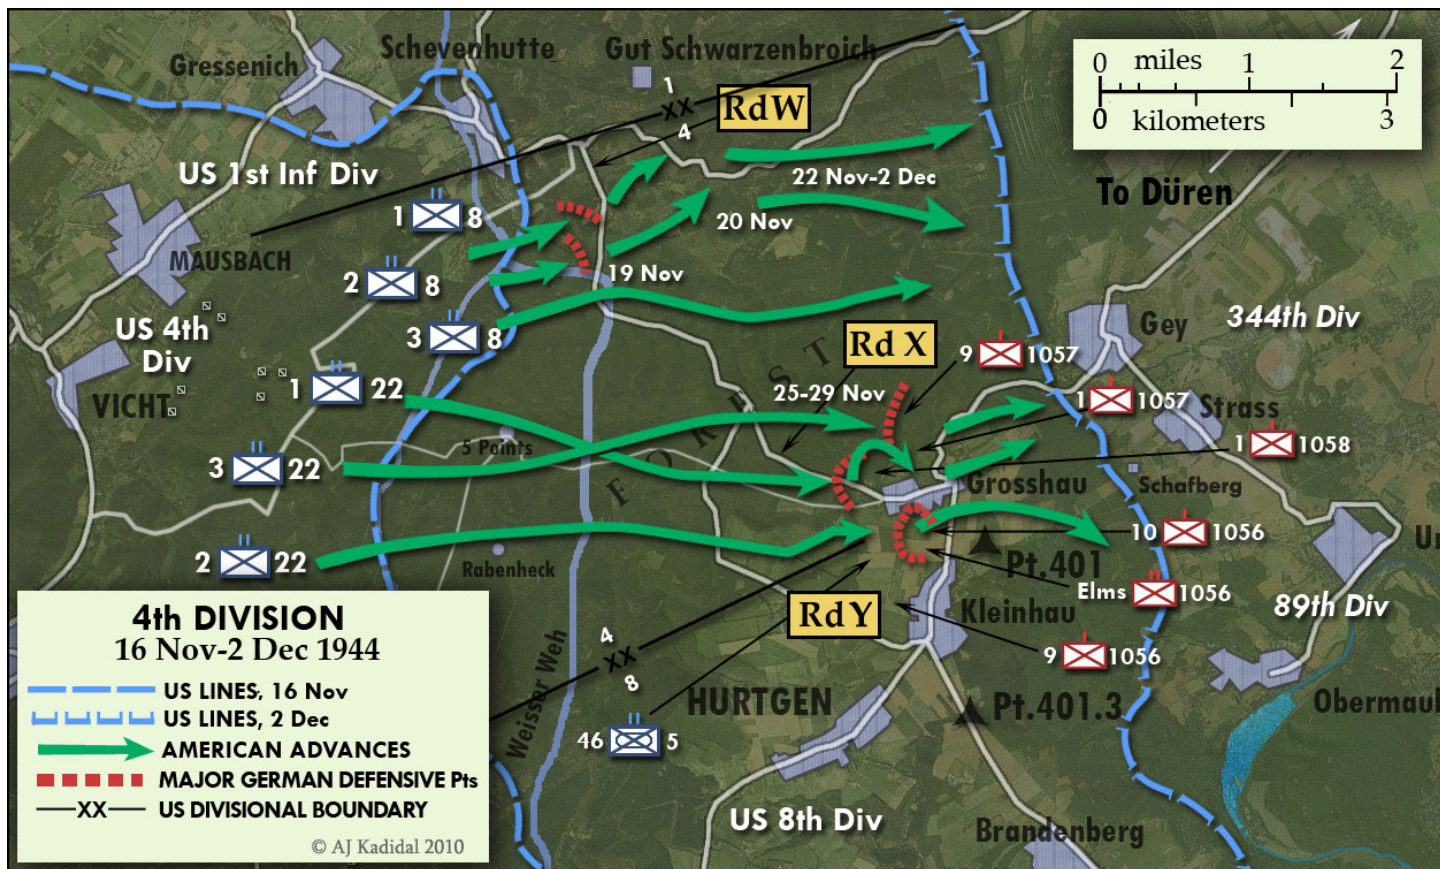 Gressenich
Schevenhutte
Gut Schwarzenbroich
1
XX
4
Rd W
0 miles 1 2
0 kilometers 3
US 1st Inf Div
To Düren
22 Nov-2 Dec
20 Nov
19 Nov
1 8
2 8
3 8
MAUSBACH
US 4th
Div
VICHT
1 22
3 22
2 22
5 Points
Rabenheck
FOREST
Rd X
25-29 Nov
9 1057
1 1057
1 1058
Gey
344th Div
Strass
Schafberg
Grosshau
10 1056
Pt.401
Elms 1056
89th Div
Kleinhau
9 1056
Rd Y
4
XX
8
Weisser Weh
HURTGEN
Pt.401.3
46 5
US 8th Div
Brandenberg
Obermaul
Un
4th DIVISION
16 Nov-2 Dec 1944
US LINES, 16 Nov
US LINES, 2 Dec
AMERICAN ADVANCES
MAJOR GERMAN DEFENSIVE Pts
XX US DIVISIONAL BOUNDARY
© AJ Kadidal 2010